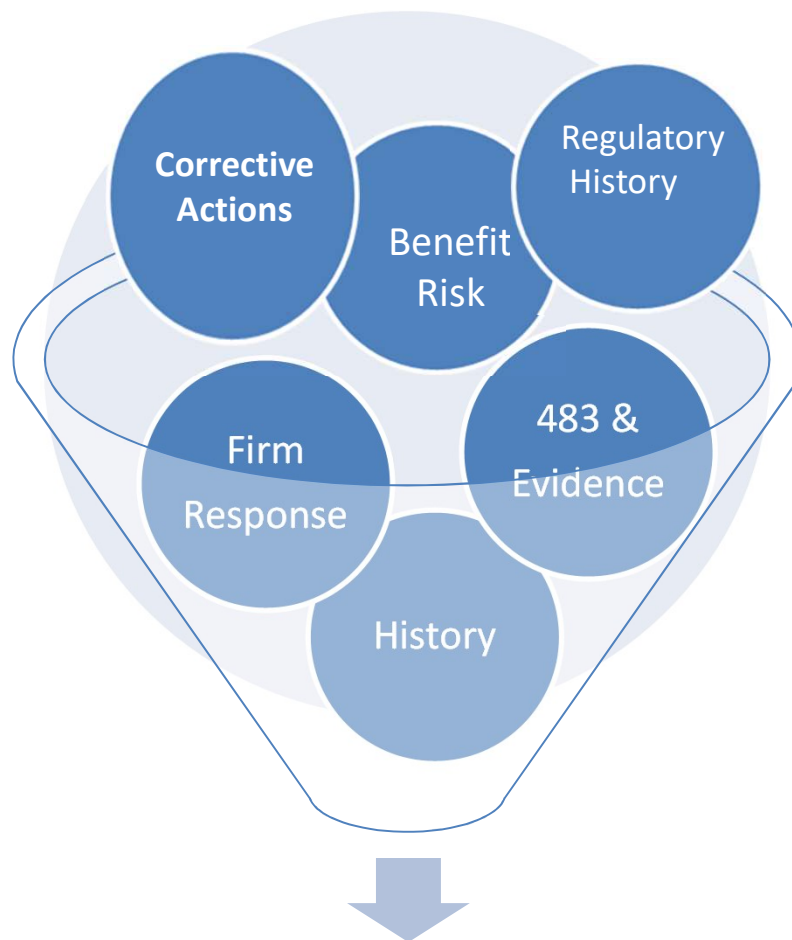 Corrective
Actions
Regulatory
History
Benefit
Risk
Firm
Response
483 &
Evidence
History